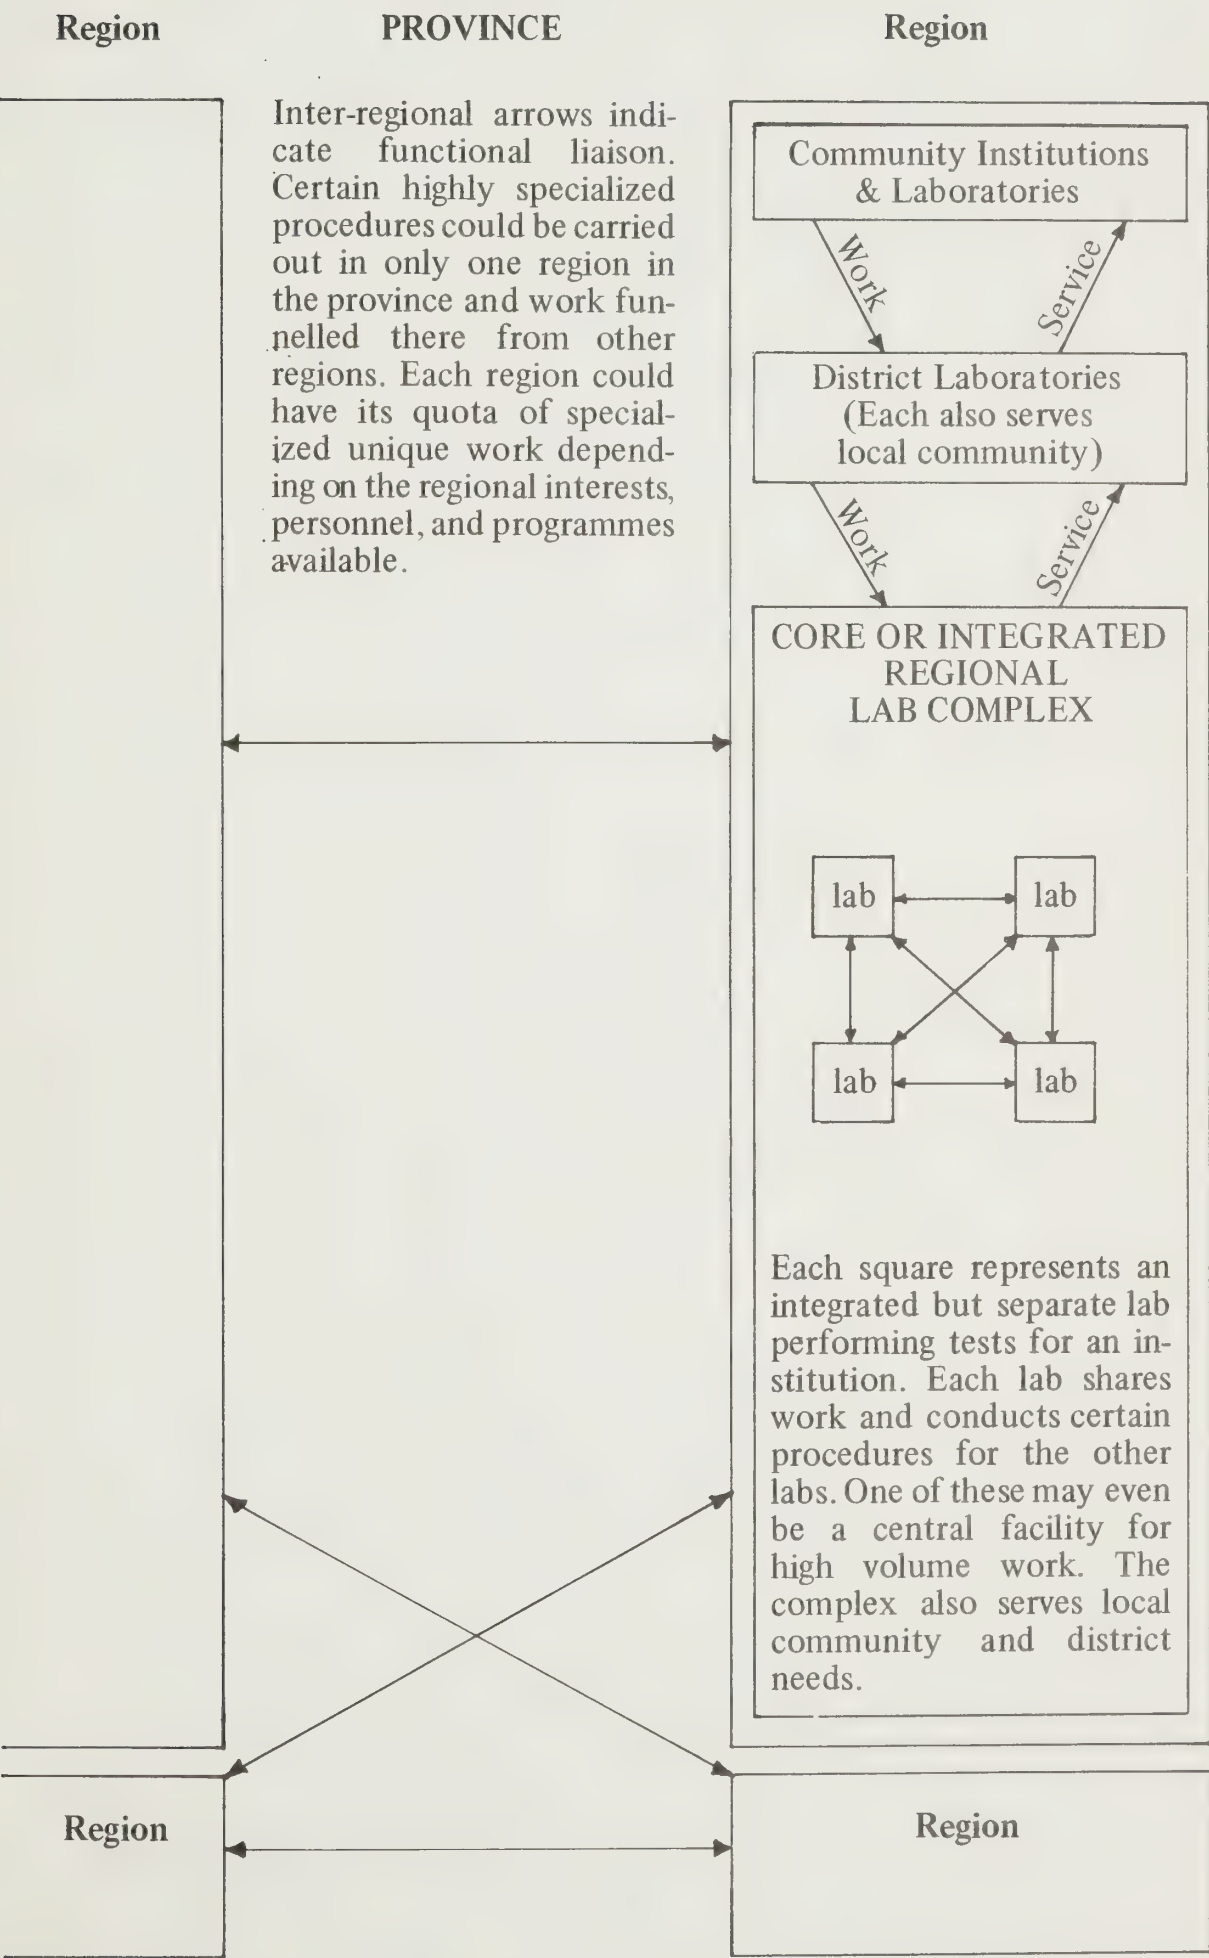 Region
PROVINCE
Region
Inter-regional arrows indi-
cate functional liaison.
Certain highly specialized
procedures could be carried
out in only one region in
the province and work fun-
nelled there from other
regions. Each region could
have its quota of special-
ized unique work depend-
ing on the regional interests,
personnel, and programmes
available.
Community Institutions
& Laboratories
Work
Service
District Laboratories
(Each also serves
local community)
Work
Service
CORE OR INTEGRATED
REGIONAL
LAB COMPLEX
lab
lab
lab
lab
Each square represents an
integrated but separate lab
performing tests for an in-
stitution. Each lab shares
work and conducts certain
procedures for the other
labs. One of these may even
be a central facility for
high volume work. The
complex also serves local
community and district
needs.
Region
Region